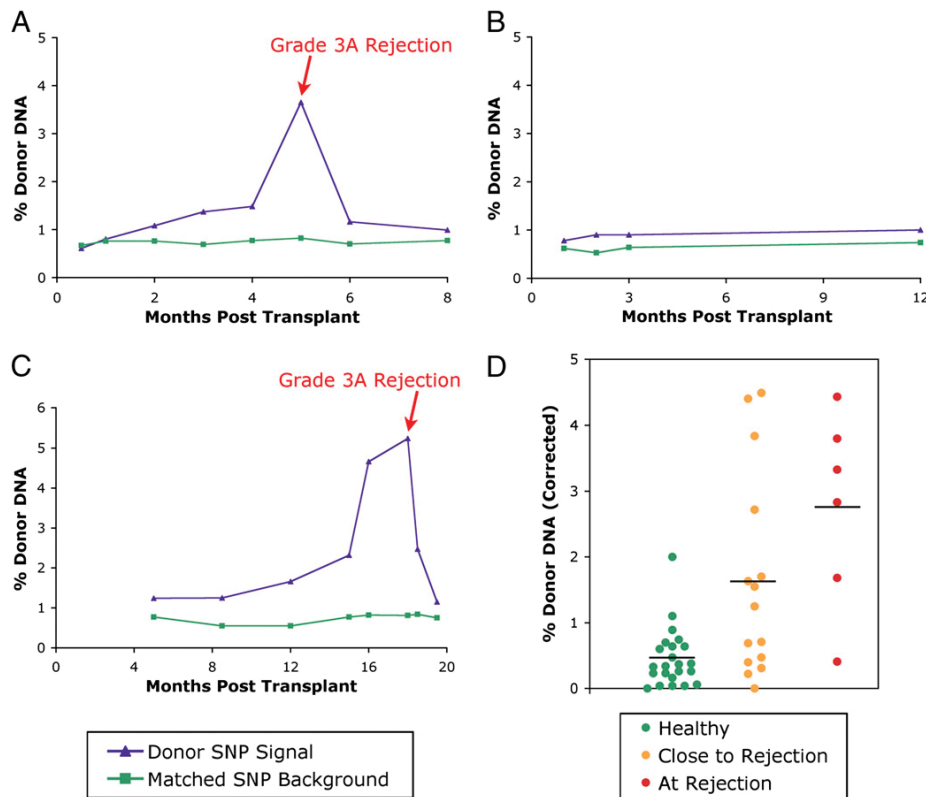 A
Grade 3A Rejection
5
4
3
2
1
0
% Donor DNA
0 2 4 6 8
Months Post Transplant
B
5
4
3
2
1
0
% Donor DNA
0 3 6 9 12
Months Post Transplant
C
Grade 3A Rejection
6
5
4
3
2
1
0
% Donor DNA
0 4 8 12 16 20
Months Post Transplant
D
5
4
3
2
1
0
% Donor DNA (Corrected)
Donor SNP Signal
Matched SNP Background
Healthy
Close to Rejection
At Rejection